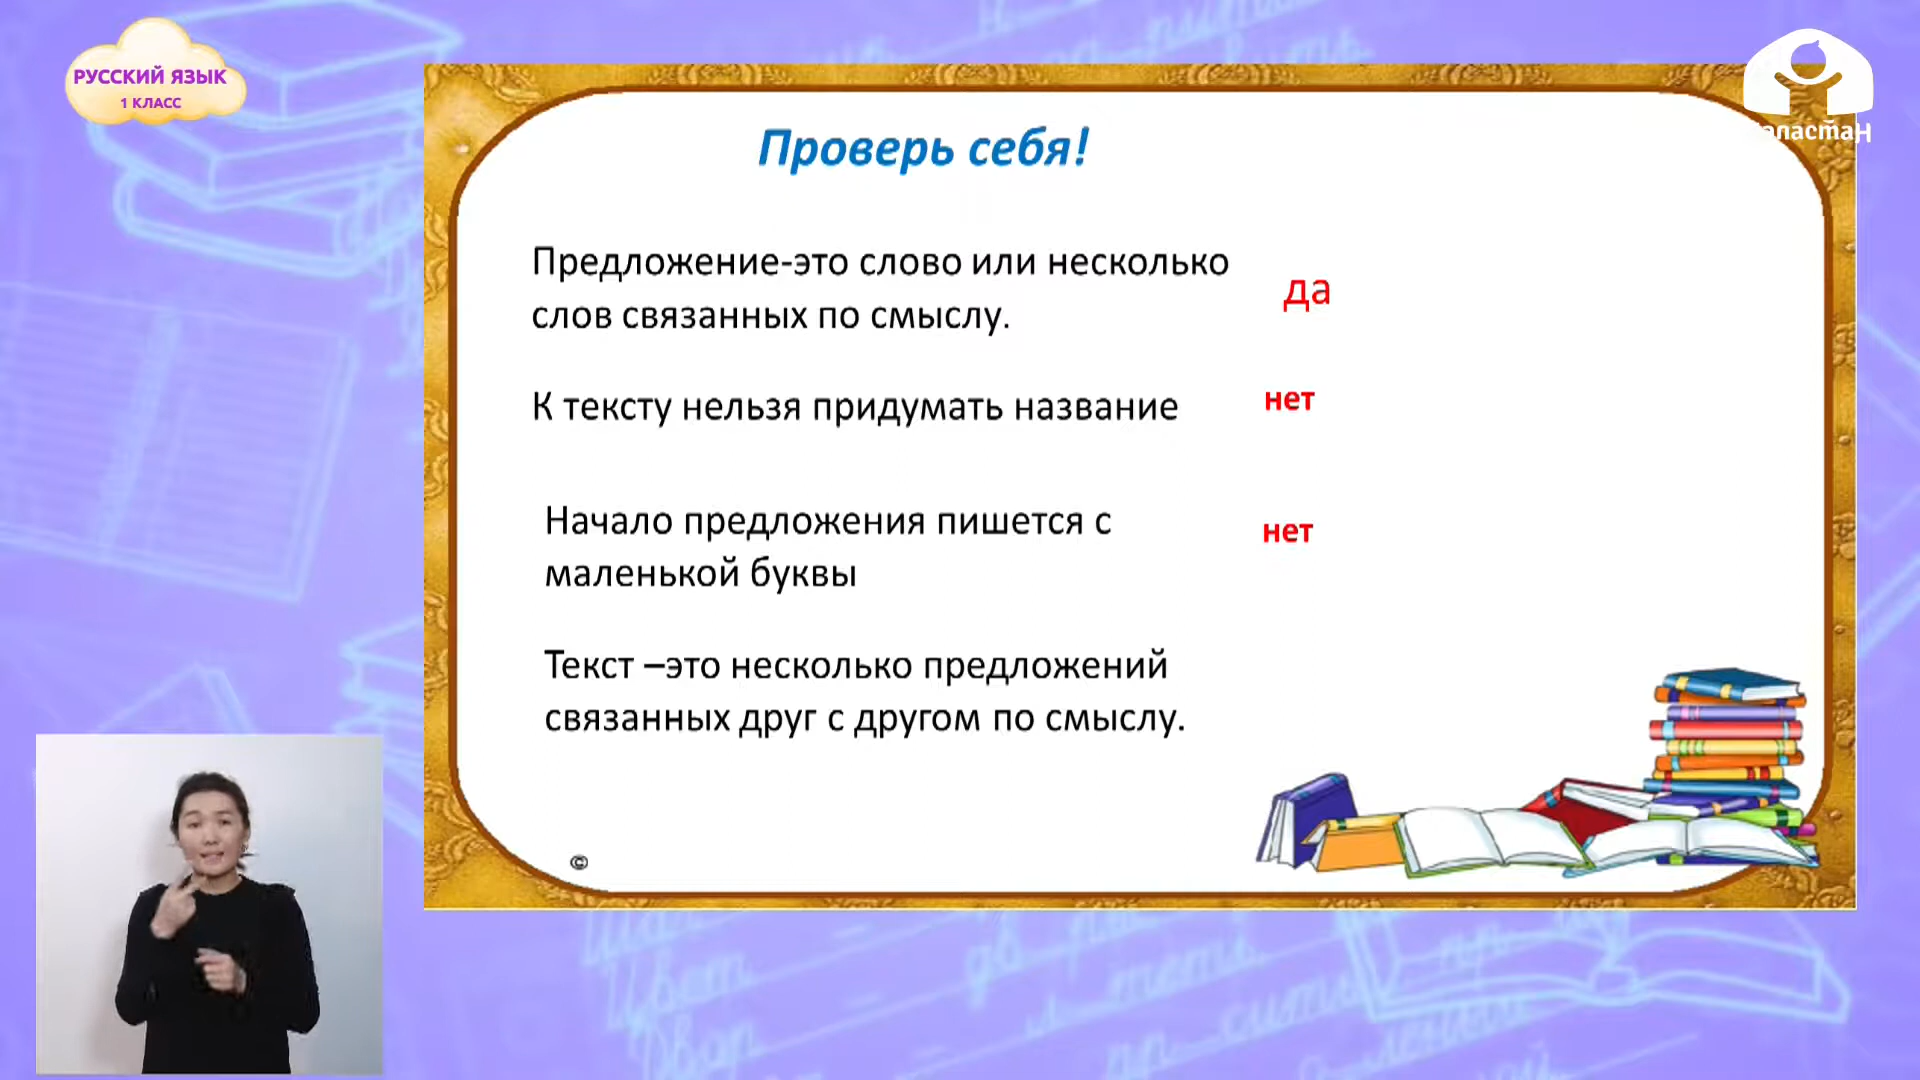 РУССКИЙ ЯЗЫК
1 КЛАСС
Проверь себя!
Предложение-это слово или несколько
слов связанных по смыслу.
да
К тексту нельзя придумать название
нет
Начало предложения пишется с
маленькой буквы
нет
Текст –это несколько предложений
связанных друг с другом по смыслу.
©